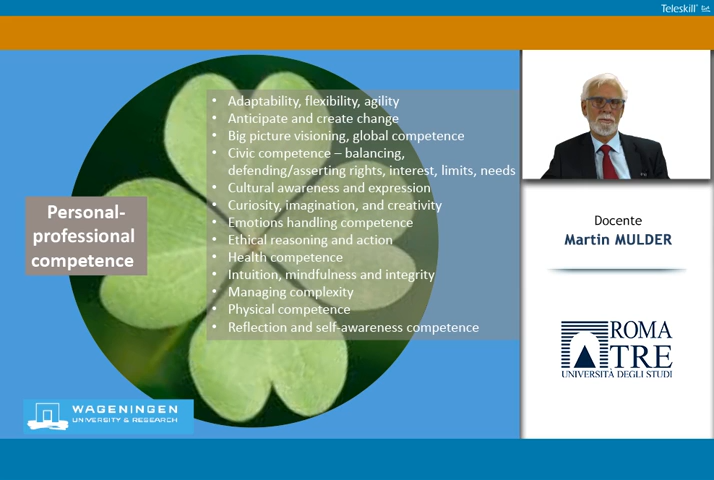 Teleskill
Personal-
professional
competence
• Adaptability, flexibility, agility
• Anticipate and create change
• Big picture visioning, global competence
• Civic competence – balancing,
defending/asserting rights, interest, limits, needs
• Cultural awareness and expression
• Curiosity, imagination, and creativity
• Emotions handling competence
• Ethical reasoning and action
• Health competence
• Intuition, mindfulness and integrity
• Managing complexity
• Physical competence
• Reflection and self-awareness competence
WAGENINGEN
UNIVERSITY & RESEARCH
Docente
Martin MULDER
ROMA
TRE
UNIVERSITÀ DEGLI STUDI